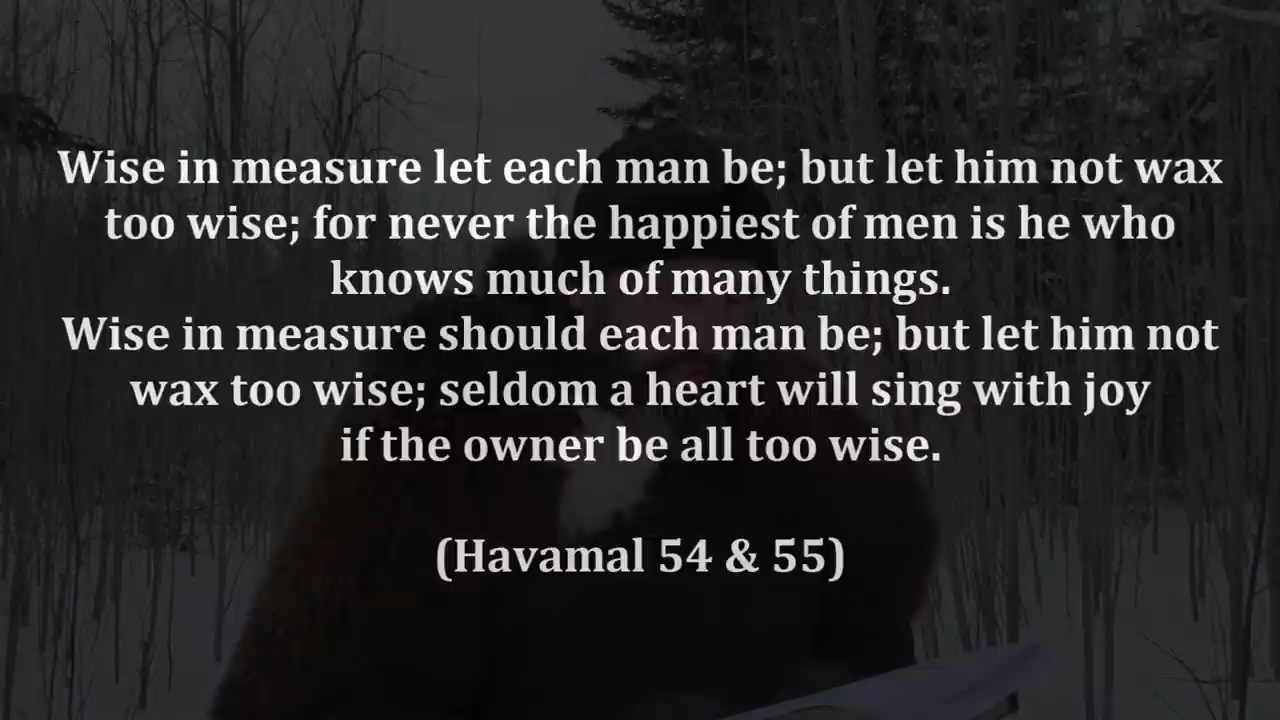 Wise in measure let each man be; but let him not wax
too wise; for never the happiest of men is he who
knows much of many things.
Wise in measure should each man be; but let him not
wax too wise; seldom a heart will sing with joy
if the owner be all too wise.
(Havamal 54 & 55)